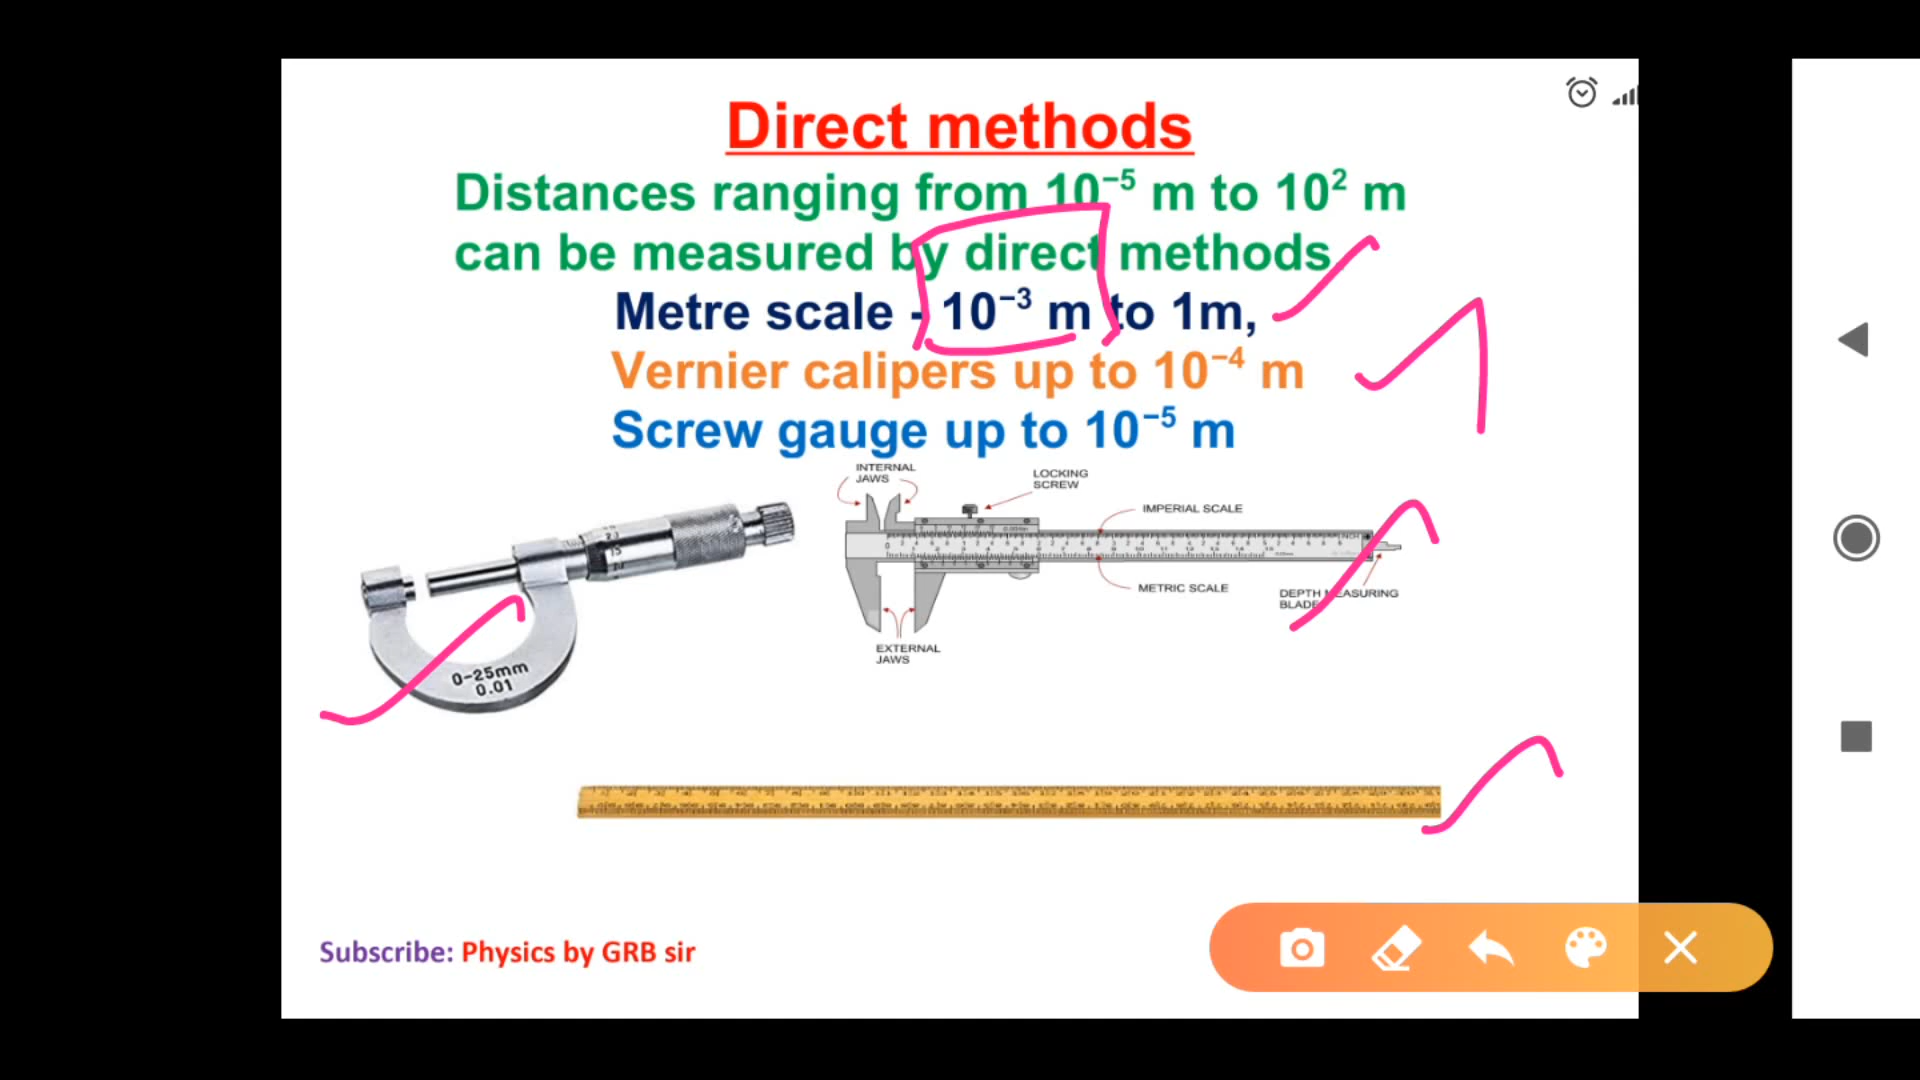 Direct methods
Distances ranging from 10⁻⁵ m to 10² m
can be measured by direct methods
Metre scale - 10⁻³ m to 1m,
Vernier calipers up to 10⁻⁴ m
Screw gauge up to 10⁻⁵ m
INTERNAL
JAWS
LOCKING
SCREW
IMPERIAL SCALE
METRIC SCALE
DEPTH MEASURING
BLADE
EXTERNAL
JAWS
0-25mm
0.01
Subscribe: Physics by GRB sir